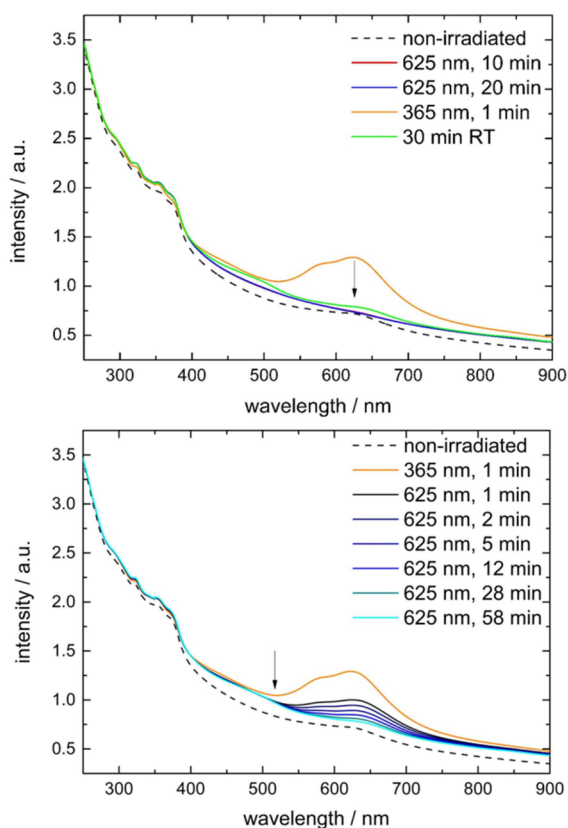 3.5
3.0
2.5
2.0
1.5
1.0
0.5
intensity / a.u.
non-irradiated
625 nm, 10 min
625 nm, 20 min
365 nm, 1 min
30 min RT
300 400 500 600 700 800 900
wavelength / nm
3.5
3.0
2.5
2.0
1.5
1.0
0.5
intensity / a.u.
non-irradiated
365 nm, 1 min
625 nm, 1 min
625 nm, 2 min
625 nm, 5 min
625 nm, 12 min
625 nm, 28 min
625 nm, 58 min
300 400 500 600 700 800 900
wavelength / nm